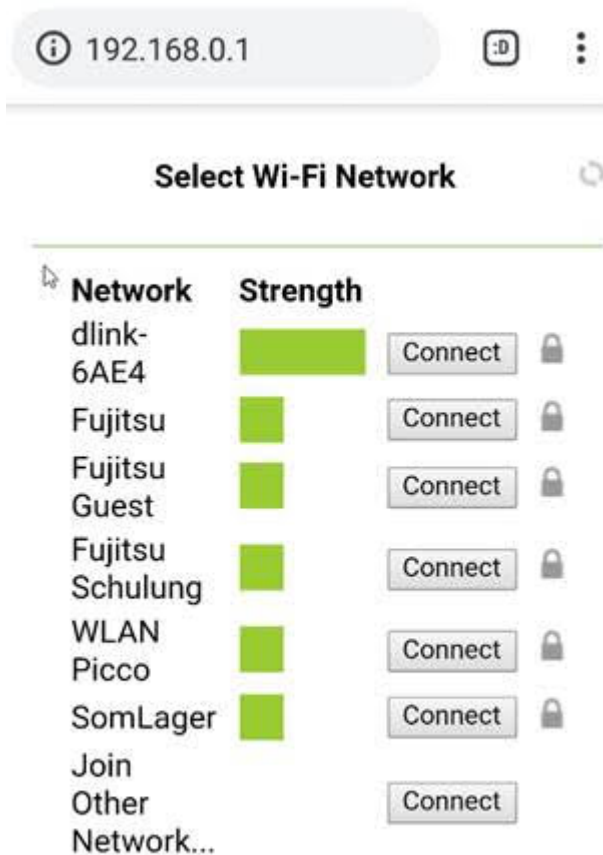 192.168.0.1 :D
Select Wi-Fi Network
Network Strength
dlink-
6AE4 Connect
Fujitsu Connect
Fujitsu
Guest Connect
Fujitsu
Schulung Connect
WLAN
Picco Connect
SomLager Connect
Join
Other Connect
Network...